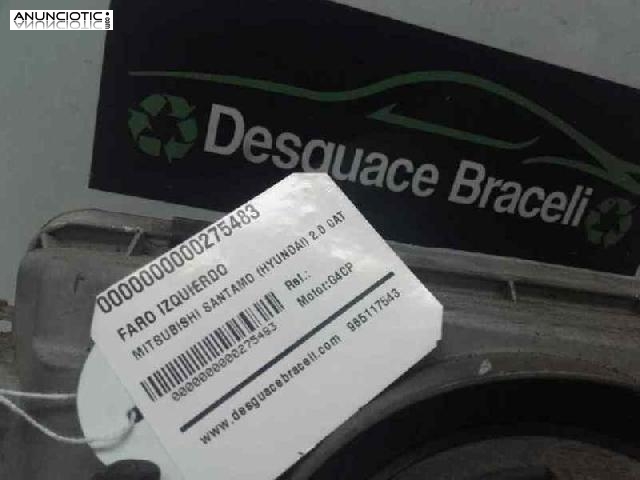 ANUNCIOTIC
Desguace Braceli
0000000000275483
FARO IZQUIERDO
MITSUBISHI SANTAMO (HYUNDAI) 2.0 CAT
Ref.:
Motor:G4CP
0000000000275483
www.desguacebraceli.com 985117543